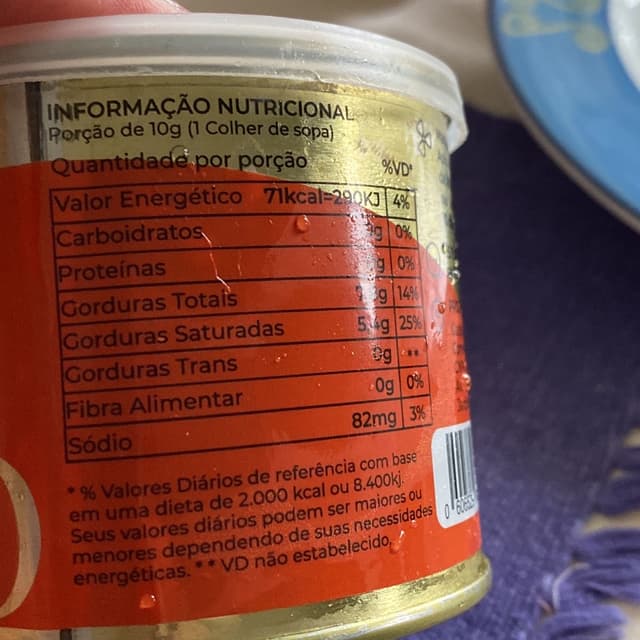 INFORMAÇÃO NUTRICIONAL
Porção de 10g (1 Colher de sopa)
Quantidade por porção %VD*
Valor Energético 71kcal=290KJ 4%
Carboidratos 0%
Proteínas 0%
Gorduras Totais 14%
Gorduras Saturadas 5,4g 25%
Gorduras Trans 0g **
Fibra Alimentar 0g 0%
Sódio 82mg 3%
* % Valores Diários de referência com base
em uma dieta de 2.000 kcal ou 8.400kj.
Seus valores diários podem ser maiores ou
menores dependendo de suas necessidades
energéticas. ** VD não estabelecido.